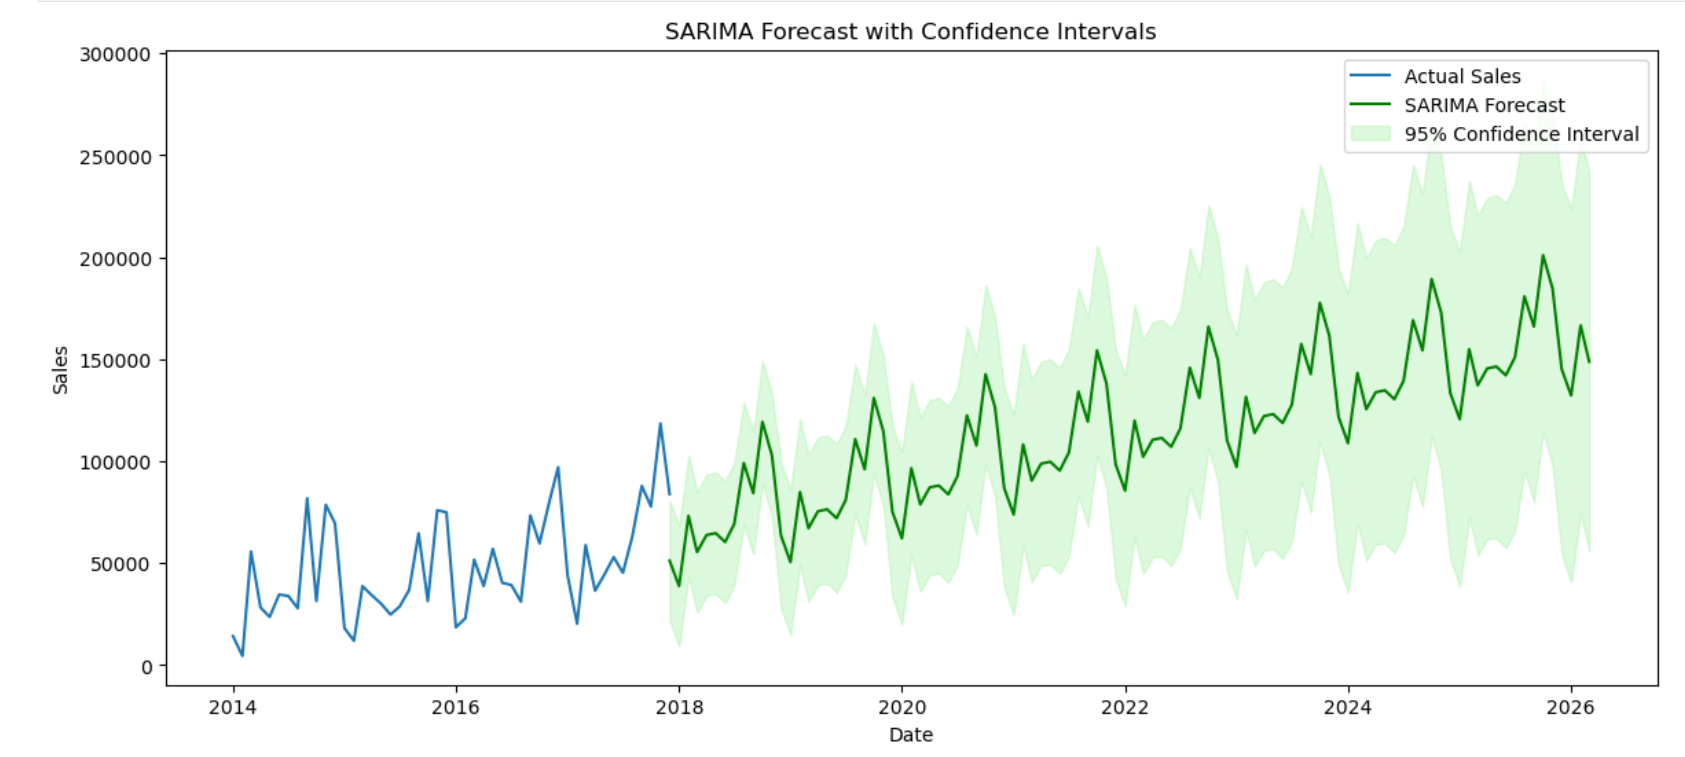 SARIMA Forecast with Confidence Intervals
300000
250000
200000
150000
100000
50000
0
Sales
Actual Sales
SARIMA Forecast
95% Confidence Interval
2014 2016 2018 2020 2022 2024 2026
Date